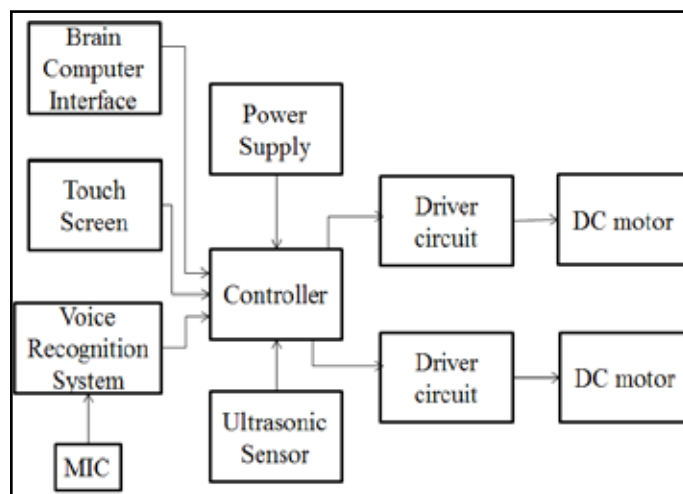 Brain
Computer
Interface
Power
Supply
Touch
Screen
Driver
circuit
DC motor
Controller
Voice
Recognition
System
Driver
circuit
DC motor
Ultrasonic
Sensor
MIC